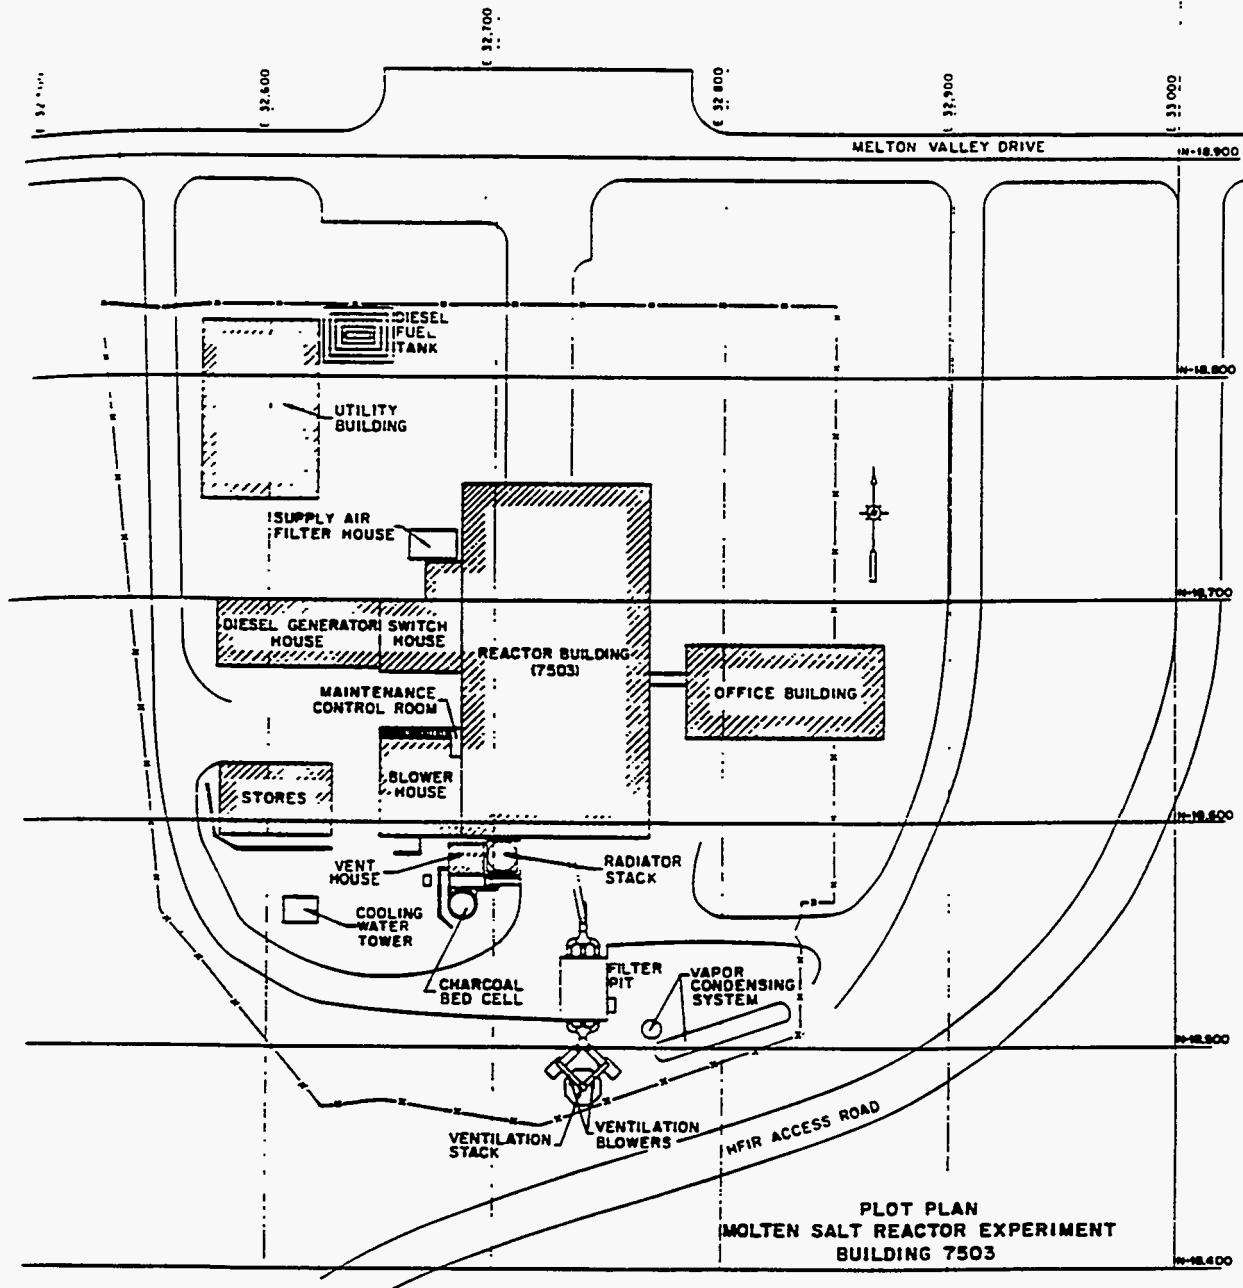 E 32,600
E 32,700
E 32,800
E 32,900
E 33 000
MELTON VALLEY DRIVE
N-18,900
DIESEL
FUEL
TANK
N-18,800
UTILITY
BUILDING
SUPPLY AIR
FILTER HOUSE
N-18,700
DIESEL GENERATOR
HOUSE
SWITCH
HOUSE
REACTOR BUILDING
(7503)
OFFICE BUILDING
MAINTENANCE
CONTROL ROOM
BLOWER
HOUSE
STORES
N-18,600
VENT
HOUSE
RADIATOR
STACK
COOLING
WATER
TOWER
CHARCOAL
BED CELL
FILTER
PIT
VAPOR
CONDENSING
SYSTEM
N-18,500
VENTILATION
STACK
VENTILATION
BLOWERS
HFIR ACCESS ROAD
PLOT PLAN
MOLTEN SALT REACTOR EXPERIMENT
BUILDING 7503
N-18,400